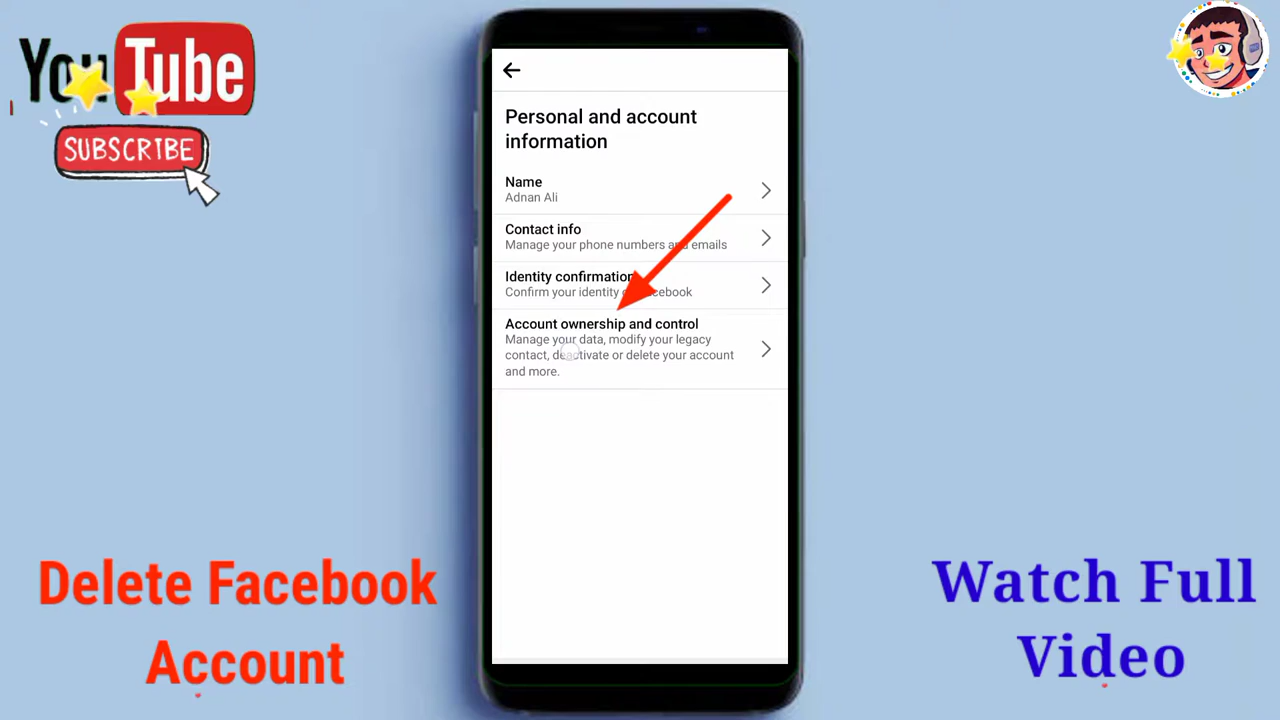 YouTube
SUBSCRIBE
Personal and account
information
Name
Adnan Ali
Contact info
Manage your phone numbers and emails
Identity confirmation
Confirm your identity on Facebook
Account ownership and control
Manage your data, modify your legacy
contact, deactivate or delete your account
and more.
Delete Facebook
Account
Watch Full
Video